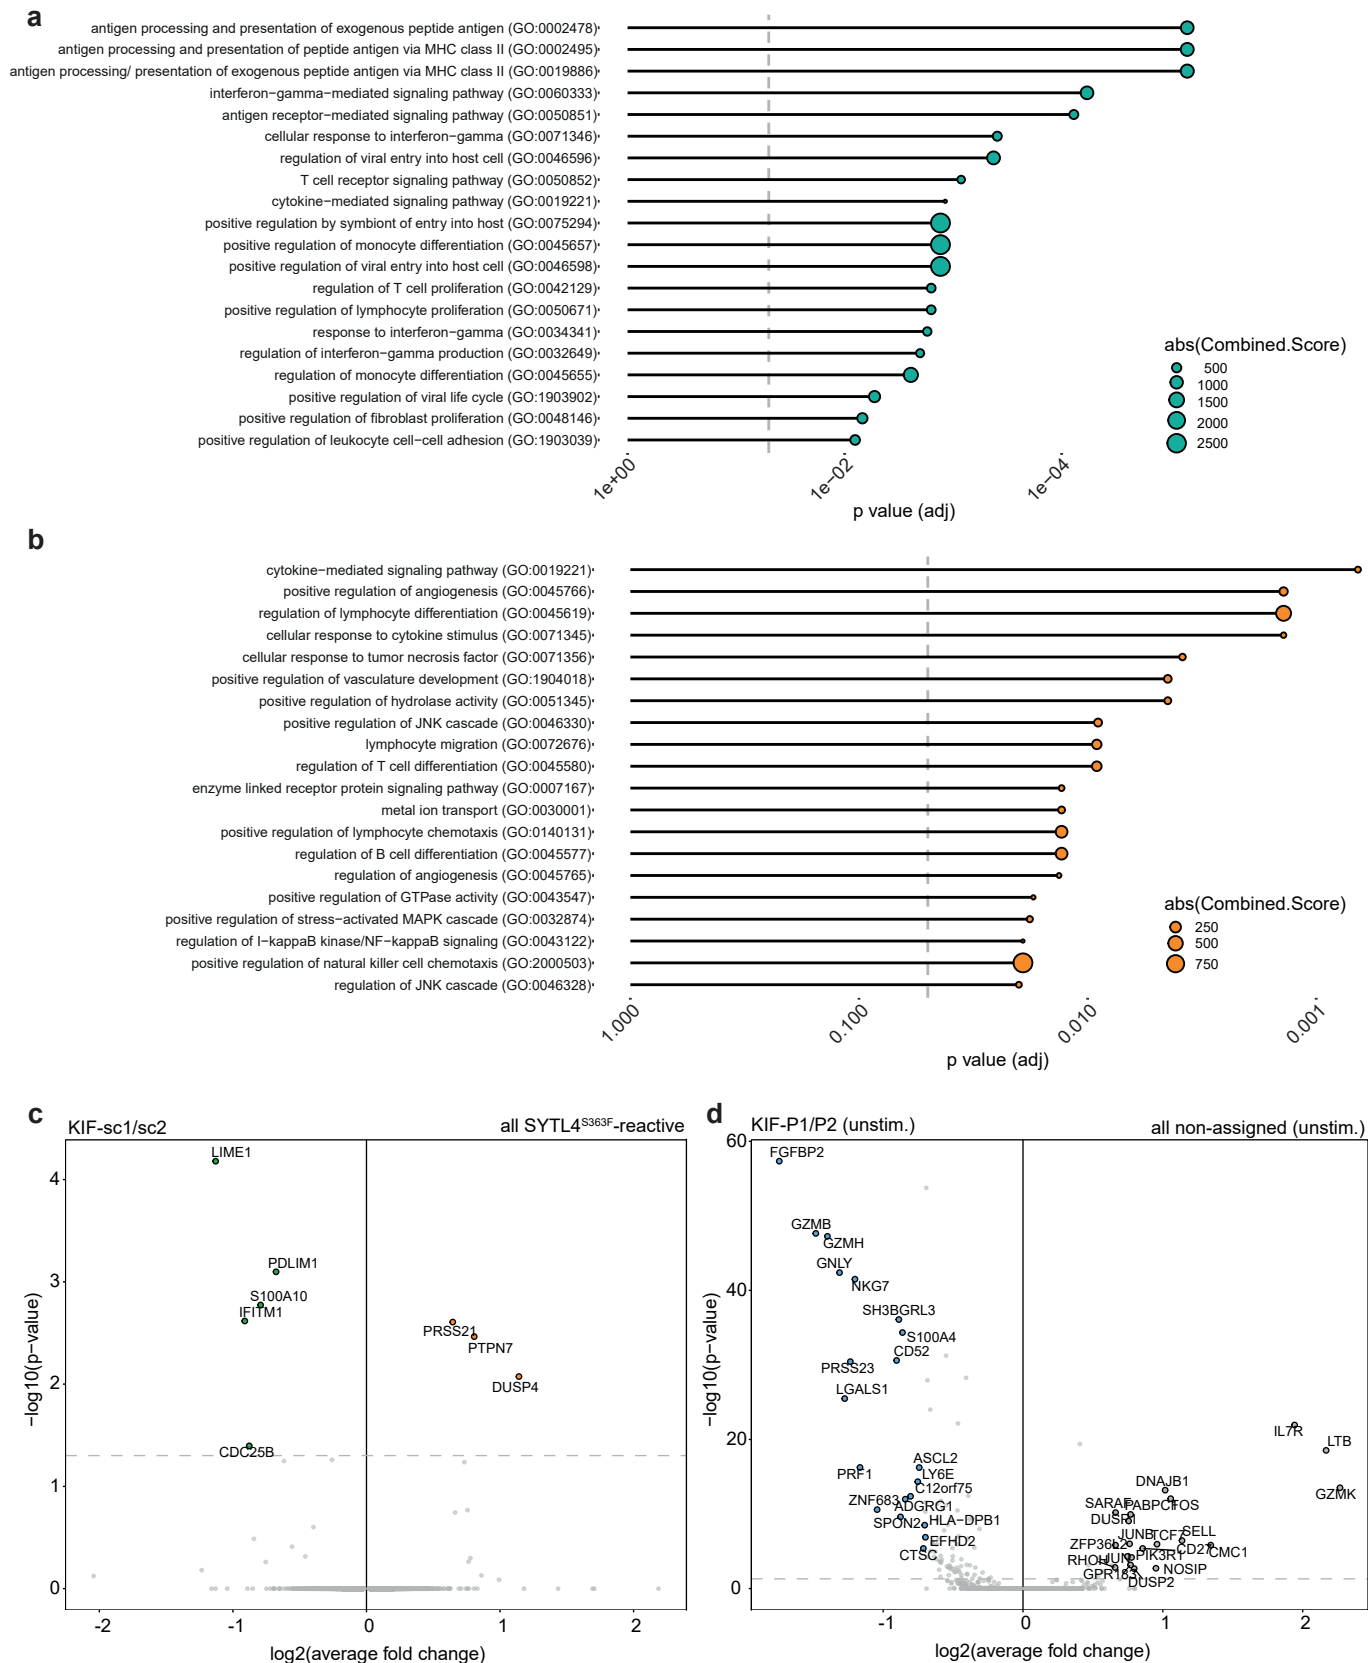 a
antigen processing and presentation of exogenous peptide antigen (GO:0002478)
antigen processing and presentation of peptide antigen via MHC class II (GO:0002495)
antigen processing/ presentation of exogenous peptide antigen via MHC class II (GO:0019886)
interferon−gamma−mediated signaling pathway (GO:0060333)
antigen receptor−mediated signaling pathway (GO:0050851)
cellular response to interferon−gamma (GO:0071346)
regulation of viral entry into host cell (GO:0046596)
T cell receptor signaling pathway (GO:0050852)
cytokine−mediated signaling pathway (GO:0019221)
positive regulation by symbiont of entry into host (GO:0075294)
positive regulation of monocyte differentiation (GO:0045657)
positive regulation of viral entry into host cell (GO:0046598)
regulation of T cell proliferation (GO:0042129)
positive regulation of lymphocyte proliferation (GO:0050671)
response to interferon−gamma (GO:0034341)
regulation of interferon−gamma production (GO:0032649)
regulation of monocyte differentiation (GO:0045655)
positive regulation of viral life cycle (GO:1903902)
positive regulation of fibroblast proliferation (GO:0048146)
positive regulation of leukocyte cell−cell adhesion (GO:1903039)
abs(Combined.Score)
500
1000
1500
2000
2500
1e+00
1e−02
1e−04
p value (adj)
b
cytokine−mediated signaling pathway (GO:0019221)
positive regulation of angiogenesis (GO:0045766)
regulation of lymphocyte differentiation (GO:0045619)
cellular response to cytokine stimulus (GO:0071345)
cellular response to tumor necrosis factor (GO:0071356)
positive regulation of vasculature development (GO:1904018)
positive regulation of hydrolase activity (GO:0051345)
positive regulation of JNK cascade (GO:0046330)
lymphocyte migration (GO:0072676)
regulation of T cell differentiation (GO:0045580)
enzyme linked receptor protein signaling pathway (GO:0007167)
metal ion transport (GO:0030001)
positive regulation of lymphocyte chemotaxis (GO:0140131)
regulation of B cell differentiation (GO:0045577)
regulation of angiogenesis (GO:0045765)
positive regulation of GTPase activity (GO:0043547)
positive regulation of stress−activated MAPK cascade (GO:0032874)
regulation of I−kappaB kinase/NF−kappaB signaling (GO:0043122)
positive regulation of natural killer cell chemotaxis (GO:2000503)
regulation of JNK cascade (GO:0046328)
abs(Combined.Score)
250
500
750
1.000
0.100
0.010
0.001
p value (adj)
c
KIF-sc1/sc2
all SYTL4S363F-reactive
LIME1
PDLIM1
S100A10
IFITM1
CDC25B
PRSS21
PTPN7
DUSP4
4
3
2
1
0
−log10(p−value)
-2
-1
0
1
2
log2(average fold change)
d
KIF-P1/P2 (unstim.)
all non-assigned (unstim.)
FGFBP2
GZMB
GZMH
GNLY
NKG7
SH3BGRL3
S100A4
CD52
PRSS23
LGALS1
ASCL2
PRF1
LY6E
C12orf75
ZNF683
ADGRG1
SPON2
HLA−DPB1
EFHD2
CTSC
IL7R
LTB
GZMK
DNAJB1
SARAF
PABPC1
FOS
DUSP1
JUNB
TCF7
SELL
ZFP36L2
CD27
CMC1
RHOH
JUN
PIK3R1
GPR183
NOSIP
DUSP2
60
40
20
0
−log10(p−value)
-1
0
1
2
log2(average fold change)